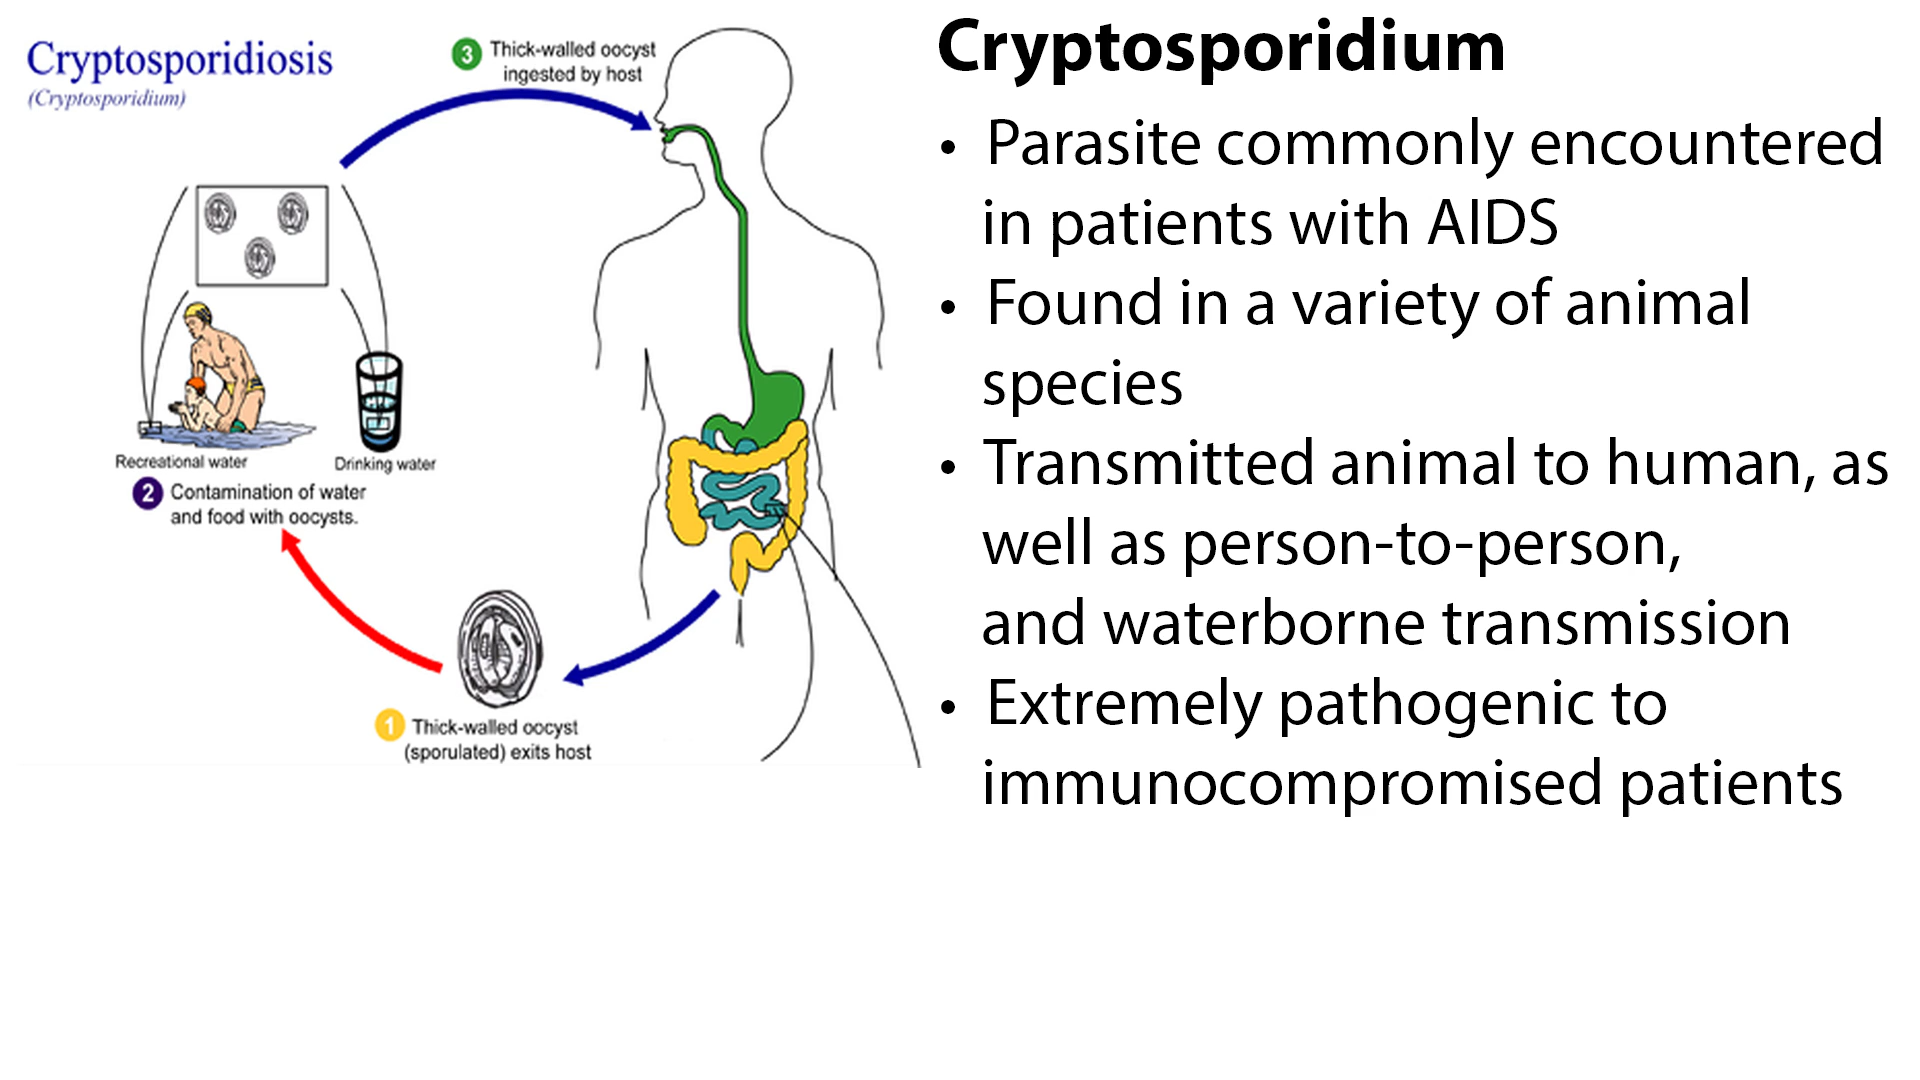 Cryptosporidiosis
(Cryptosporidium)
3 Thick-walled oocyst
ingested by host
Recreational water
Drinking water
2 Contamination of water
and food with oocysts.
1 Thick-walled oocyst
(sporulated) exits host
Cryptosporidium
• Parasite commonly encountered
in patients with AIDS
• Found in a variety of animal
species
• Transmitted animal to human, as
well as person-to-person,
and waterborne transmission
• Extremely pathogenic to
immunocompromised patients